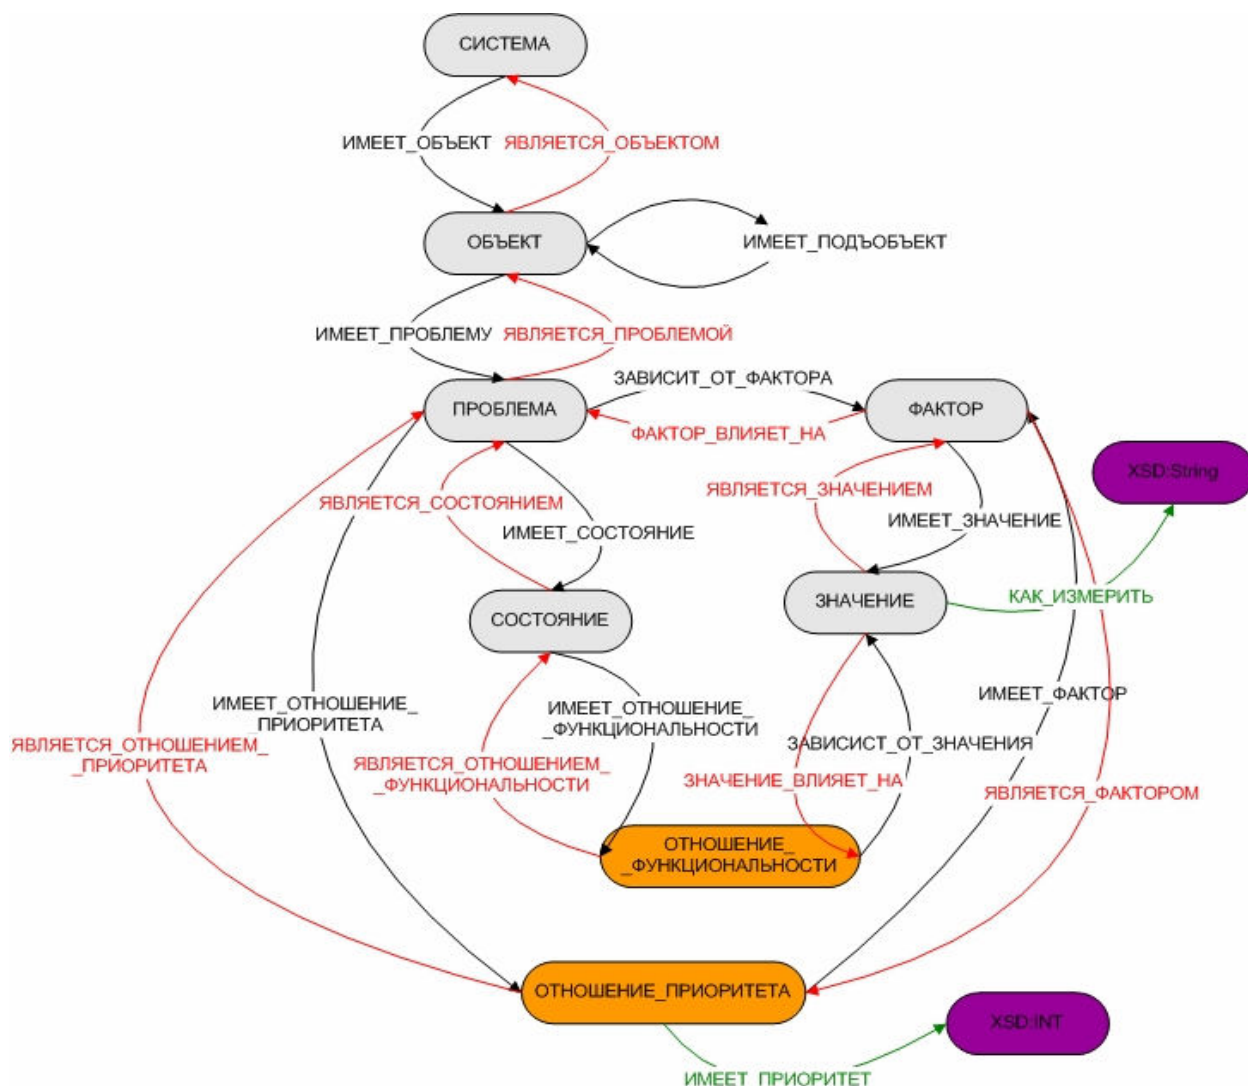 СИСТЕМА
ИМЕЕТ_ОБЪЕКТ
ЯВЛЯЕТСЯ_ОБЪЕКТОМ
ОБЪЕКТ
ИМЕЕТ_ПОДЪОБЪЕКТ
ИМЕЕТ_ПРОБЛЕМУ
ЯВЛЯЕТСЯ_ПРОБЛЕМОЙ
ЗАВИСИТ_ОТ_ФАКТОРА
ПРОБЛЕМА
ФАКТОР
ФАКТОР_ВЛИЯЕТ_НА
XSD:String
ЯВЛЯЕТСЯ_СОСТОЯНИЕМ
ЯВЛЯЕТСЯ_ЗНАЧЕНИЕМ
ИМЕЕТ_СОСТОЯНИЕ
ИМЕЕТ_ЗНАЧЕНИЕ
КАК_ИЗМЕРИТЬ
ЗНАЧЕНИЕ
СОСТОЯНИЕ
ИМЕЕТ_ОТНОШЕНИЕ_
_ПРИОРИТЕТА
ИМЕЕТ_ОТНОШЕНИЕ_
_ФУНКЦИОНАЛЬНОСТИ
ИМЕЕТ_ФАКТОР
ЯВЛЯЕТСЯ_ОТНОШЕНИЕМ_
_ПРИОРИТЕТА
ЗАВИСИСТ_ОТ_ЗНАЧЕНИЯ
ЯВЛЯЕТСЯ_ОТНОШЕНИЕМ_
_ФУНКЦИОНАЛЬНОСТИ
ЗНАЧЕНИЕ_ВЛИЯЕТ_НА
ЯВЛЯЕТСЯ_ФАКТОРОМ
ОТНОШЕНИЕ_
_ФУНКЦИОНАЛЬНОСТИ
ОТНОШЕНИЕ_ПРИОРИТЕТА
XSD:INT
ИМЕЕТ_ПРИОРИТЕТ